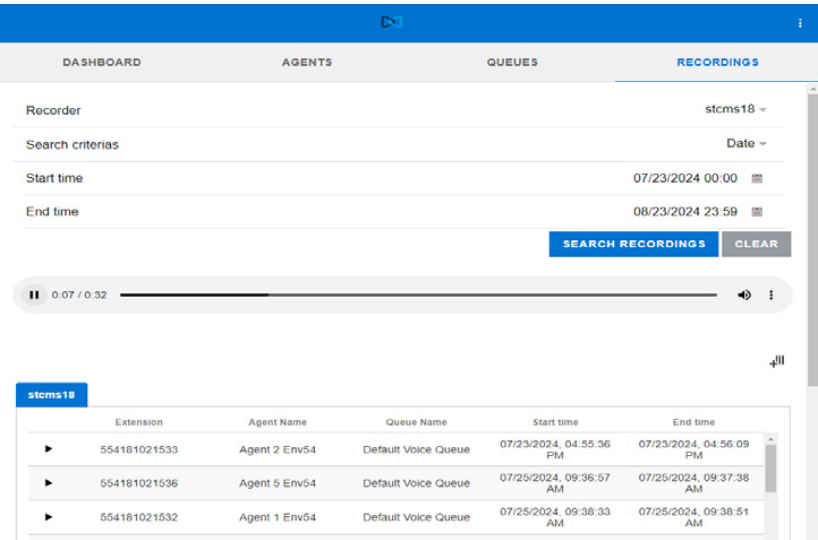 DASHBOARD AGENTS QUEUES RECORDINGS
Recorder stcms18
Search criterias Date
Start time 07/23/2024 00:00
End time 08/23/2024 23:59
SEARCH RECORDINGS CLEAR
0:07 / 0:32
stcms18
Extension Agent Name Queue Name Start time End time
554181021533 Agent 2 Env54 Default Voice Queue 07/23/2024, 04:55:36 PM 07/23/2024, 04:56:09 PM
554181021536 Agent 5 Env54 Default Voice Queue 07/25/2024, 09:36:57 AM 07/25/2024, 09:37:38 AM
554181021532 Agent 1 Env54 Default Voice Queue 07/25/2024, 09:38:33 AM 07/25/2024, 09:38:51 AM